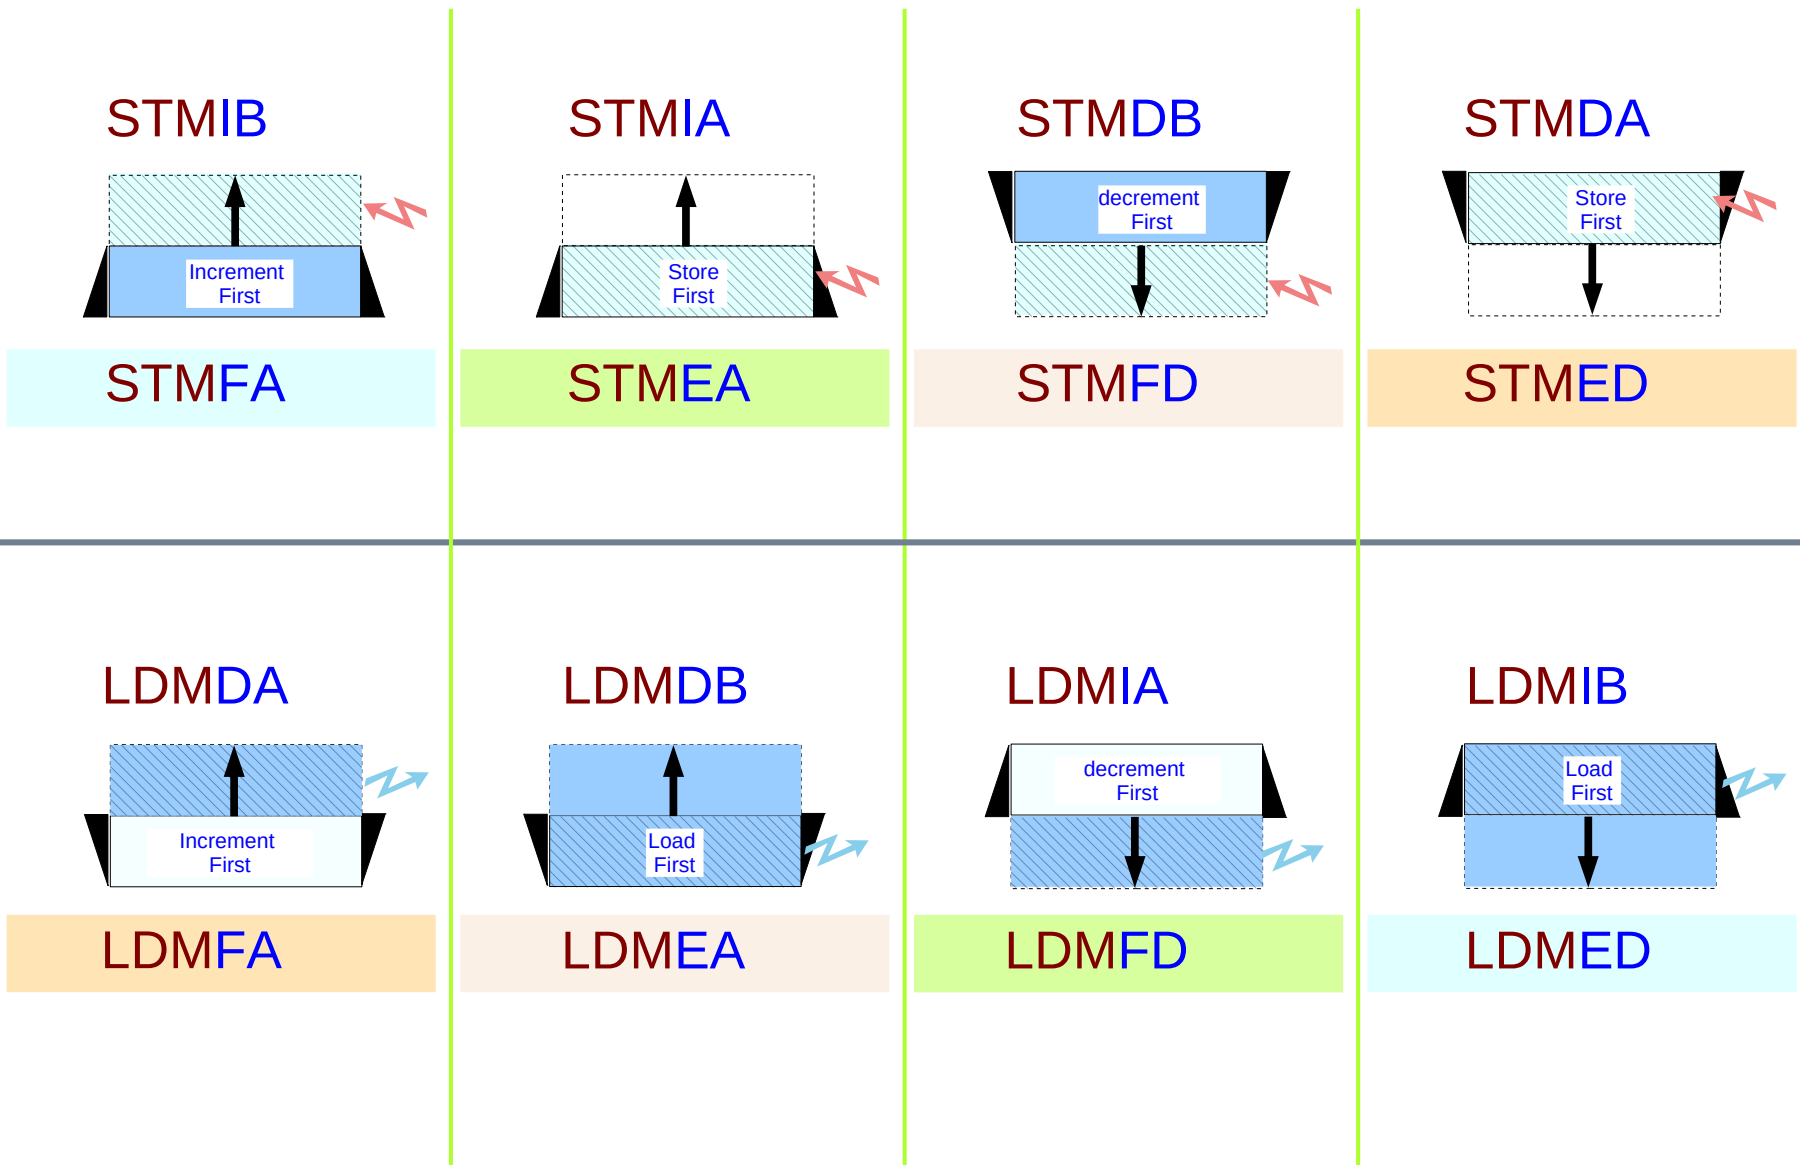 STMIB
STMIA
STMDB
STMDA
Increment
First
Store
First
decrement
First
Store
First
STMFA
STMEA
STMFD
STMED
LDMDA
LDMDB
LDMIA
LDMIB
Increment
First
Load
First
decrement
First
Load
First
LDMFA
LDMEA
LDMFD
LDMED